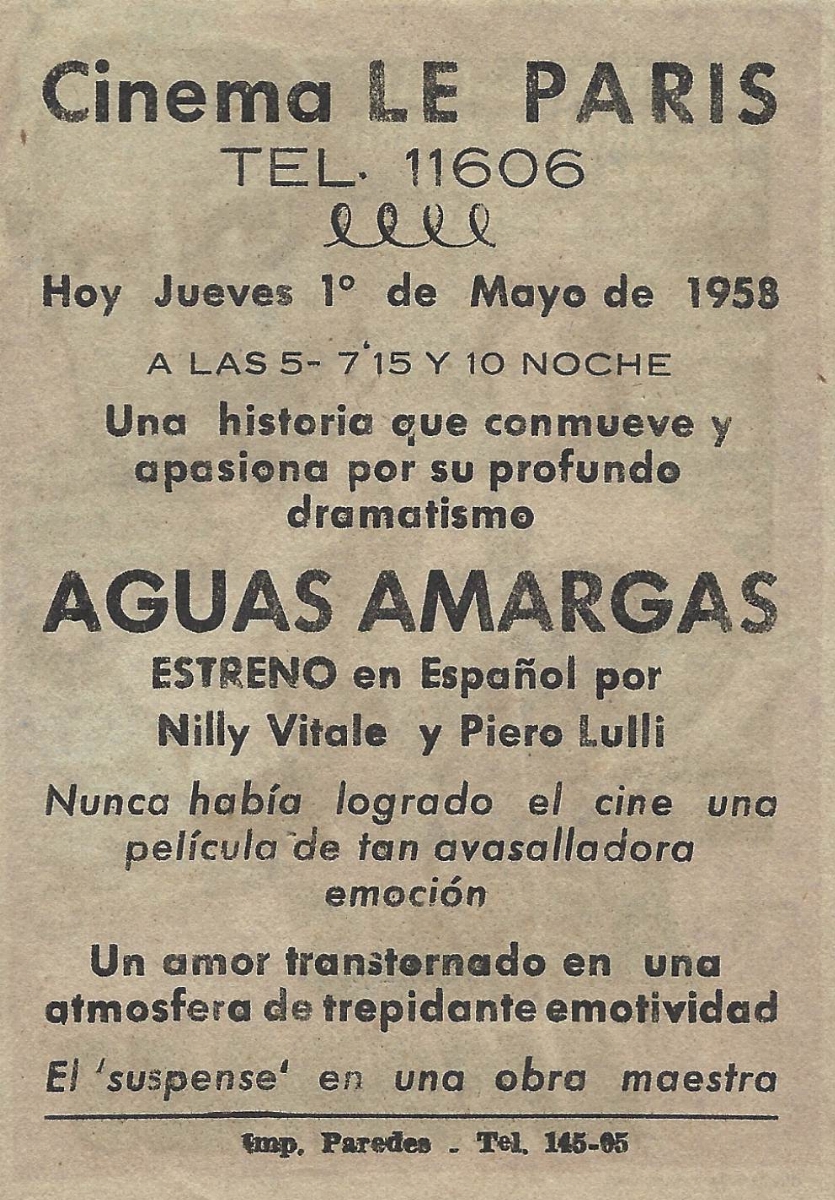 Cinema LE PARIS
TEL. 11606
Hoy Jueves 1º de Mayo de 1958
A LAS 5- 7'15 Y 10 NOCHE
Una historia que conmueve y
apasiona por su profundo
dramatismo
AGUAS AMARGAS
ESTRENO en Español por
Nilly Vitale y Piero Lulli
Nunca había logrado el cine una
película de tan avasalladora
emoción
Un amor transtornado en una
atmosfera de trepidante emotividad
El 'suspense' en una obra maestra
Imp. Paredes - Tel. 145-05